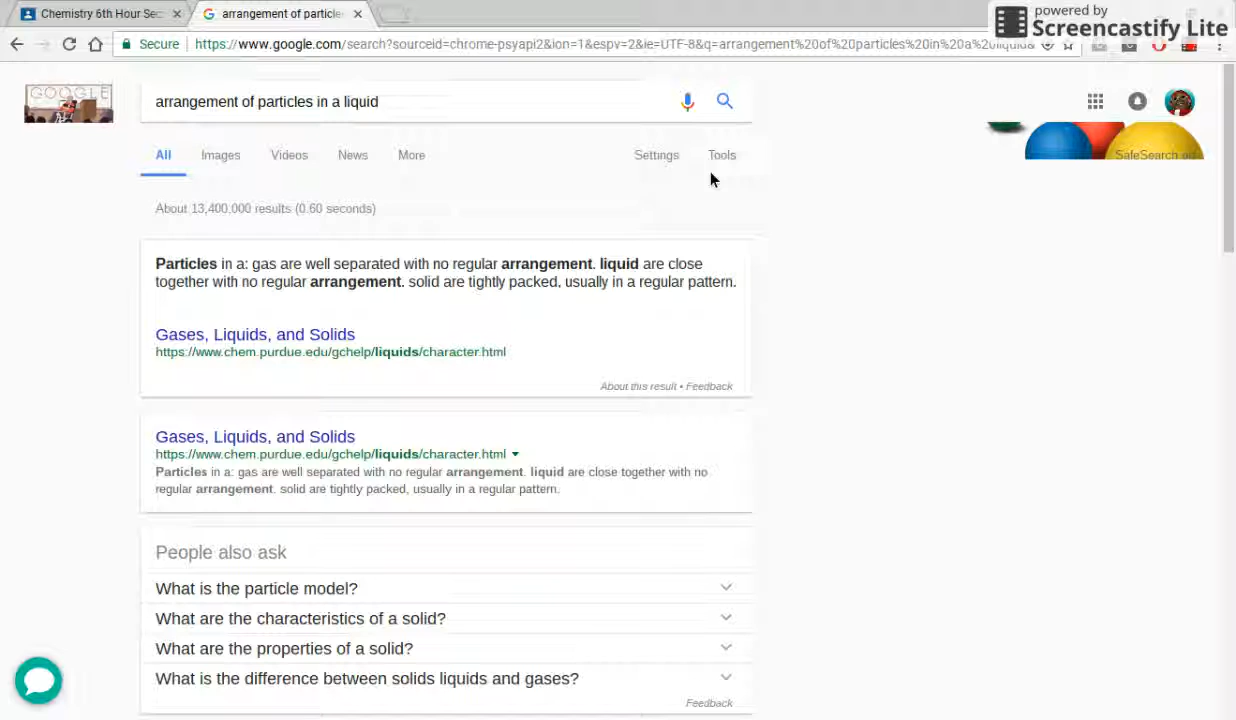 Chemistry 6th Hour Sec
arrangement of particle
powered by
Screencastify Lite
Secure
https://www.google.com/search?sourceid=chrome-psyapi2&ion=1&espv=2&ie=UTF-8&q=arrangement%20of%20particles%20in%20a%20liquid&
GOOGLE
arrangement of particles in a liquid
All Images Videos News More Settings Tools
SafeSearch on
About 13,400,000 results (0.60 seconds)
Particles in a: gas are well separated with no regular arrangement. liquid are close
together with no regular arrangement. solid are tightly packed, usually in a regular pattern.
Gases, Liquids, and Solids
https://www.chem.purdue.edu/gchelp/liquids/character.html
About this result • Feedback
Gases, Liquids, and Solids
https://www.chem.purdue.edu/gchelp/liquids/character.html
Particles in a: gas are well separated with no regular arrangement. liquid are close together with no
regular arrangement. solid are tightly packed, usually in a regular pattern.
People also ask
What is the particle model?
What are the characteristics of a solid?
What are the properties of a solid?
What is the difference between solids liquids and gases?
Feedback